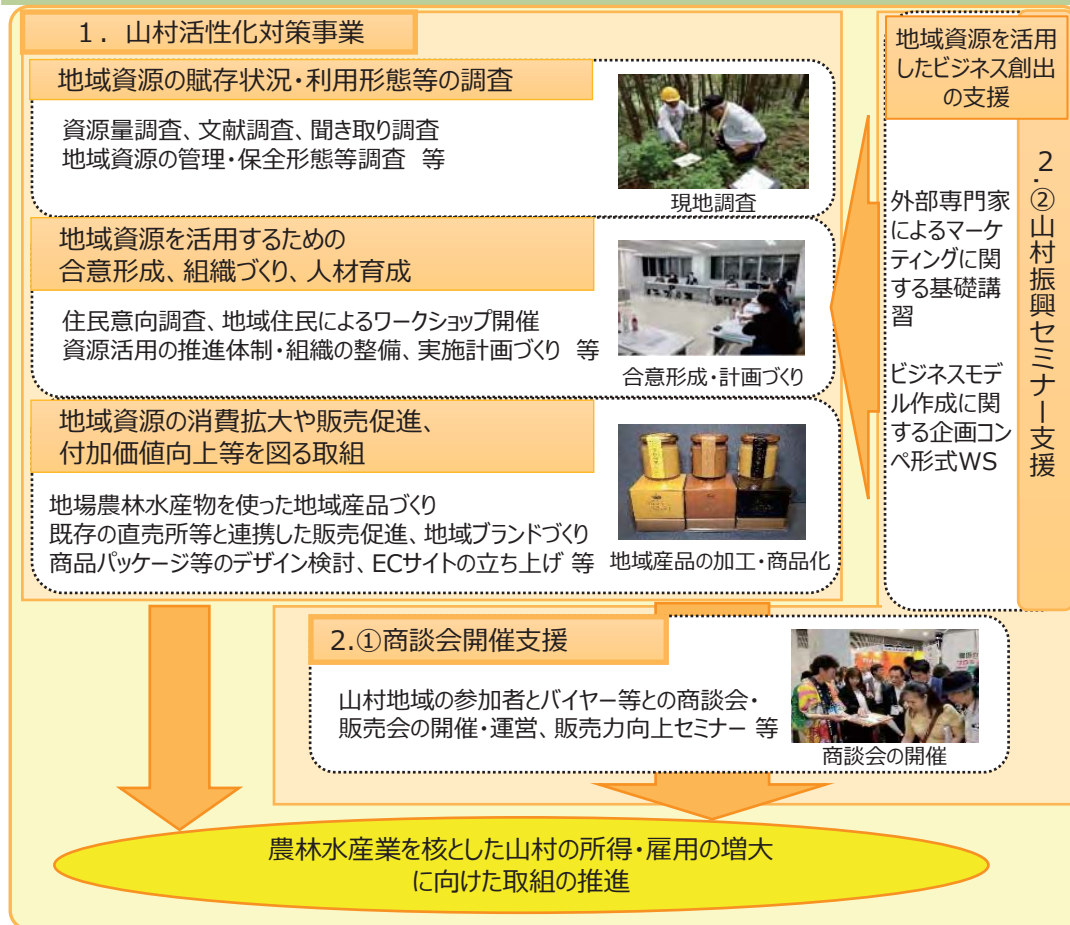 1．山村活性化対策事業
地域資源の賦存状況・利用形態等の調査
資源量調査、文献調査、聞き取り調査
地域資源の管理・保全形態等調査 等
現地調査
地域資源を活用するための
合意形成、組織づくり、人材育成
住民意向調査、地域住民によるワークショップ開催
資源活用の推進体制・組織の整備、実施計画づくり 等
合意形成・計画づくり
地域資源の消費拡大や販売促進、
付加価値向上等を図る取組
地場農林水産物を使った地域産品づくり
既存の直売所等と連携した販売促進、地域ブランドづくり
商品パッケージ等のデザイン検討、ECサイトの立ち上げ 等
地域産品の加工・商品化
地域資源を活用
したビジネス創出
の支援
2.②山村振興セミナー支援
外部専門家
によるマーケ
ティングに関
する基礎講
習
ビジネスモデ
ル作成に関
する企画コン
ペ形式WS
2.①商談会開催支援
山村地域の参加者とバイヤー等との商談会・
販売会の開催・運営、販売力向上セミナー 等
商談会の開催
農林水産業を核とした山村の所得・雇用の増大
に向けた取組の推進